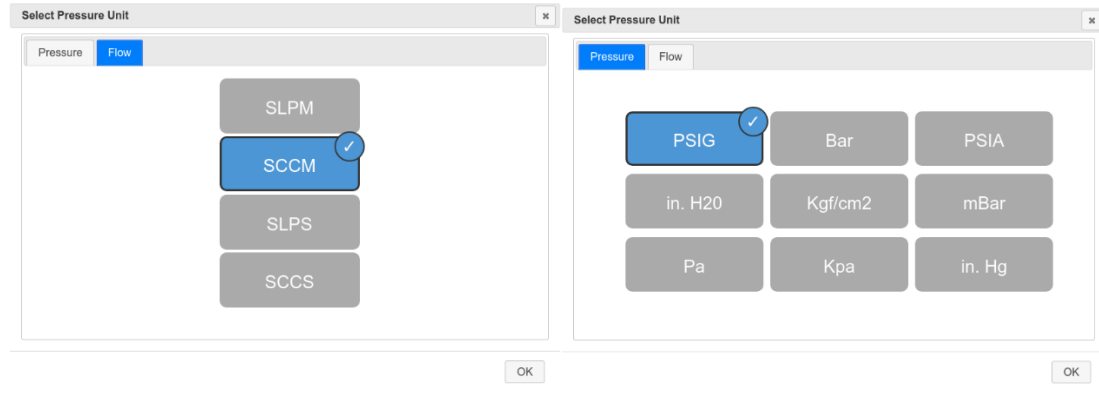 Select Pressure Unit
Pressure Flow
SLPM
SCCM
SLPS
SCCS
OK
Select Pressure Unit
Pressure Flow
PSIG Bar PSIA
in. H20 Kgf/cm2 mBar
Pa Kpa in. Hg
OK